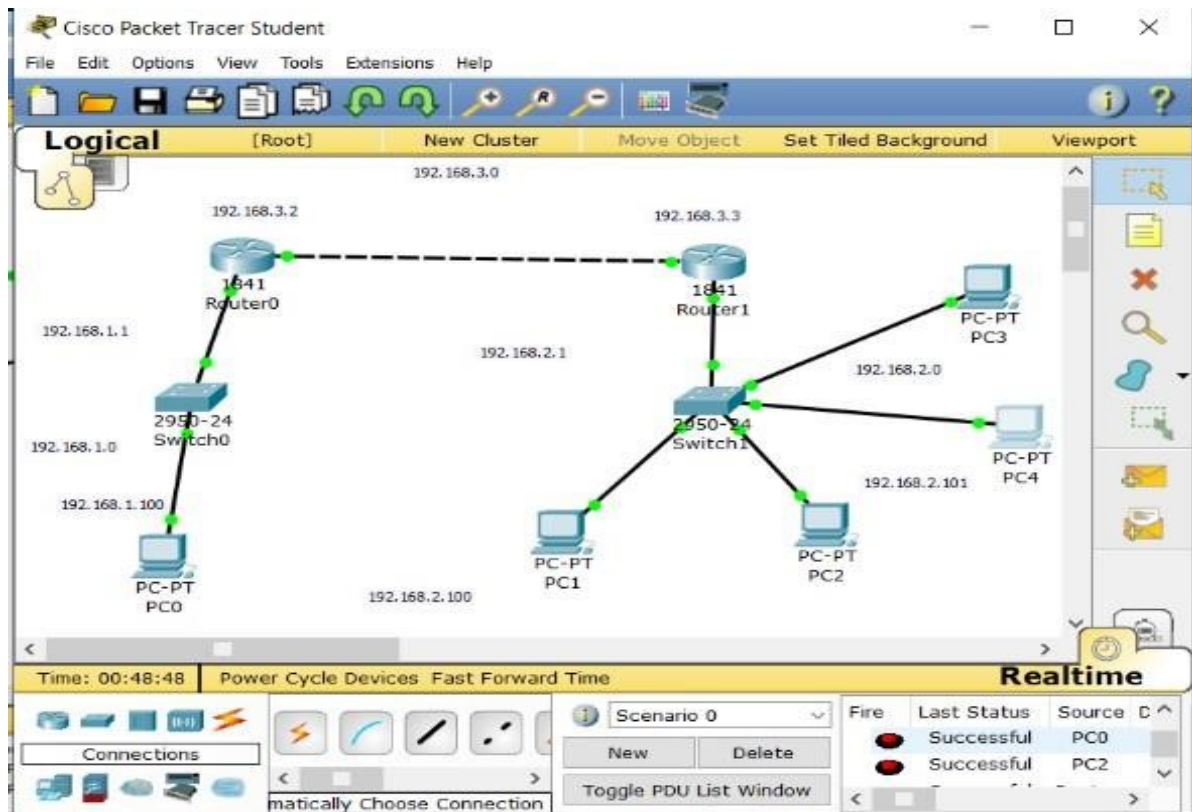 Cisco Packet Tracer Student
File Edit Options View Tools Extensions Help
Logical [Root] New Cluster Move Object Set Tiled Background Viewport
192.168.3.0
192.168.3.2
192.168.3.3
1841
Router0
1841
Router1
PC-PT
PC3
192.168.1.1
192.168.2.1
192.168.2.0
2950-24
Switch0
2950-24
Switch1
192.168.1.0
PC-PT
PC4
192.168.2.101
192.168.1.100
PC-PT
PC0
PC-PT
PC1
PC-PT
PC2
192.168.2.100
Time: 00:48:48 Power Cycle Devices Fast Forward Time Realtime
Connections
matically Choose Connection
Scenario 0
New Delete
Toggle PDU List Window
Fire Last Status Source D
Successful PC0
Successful PC2